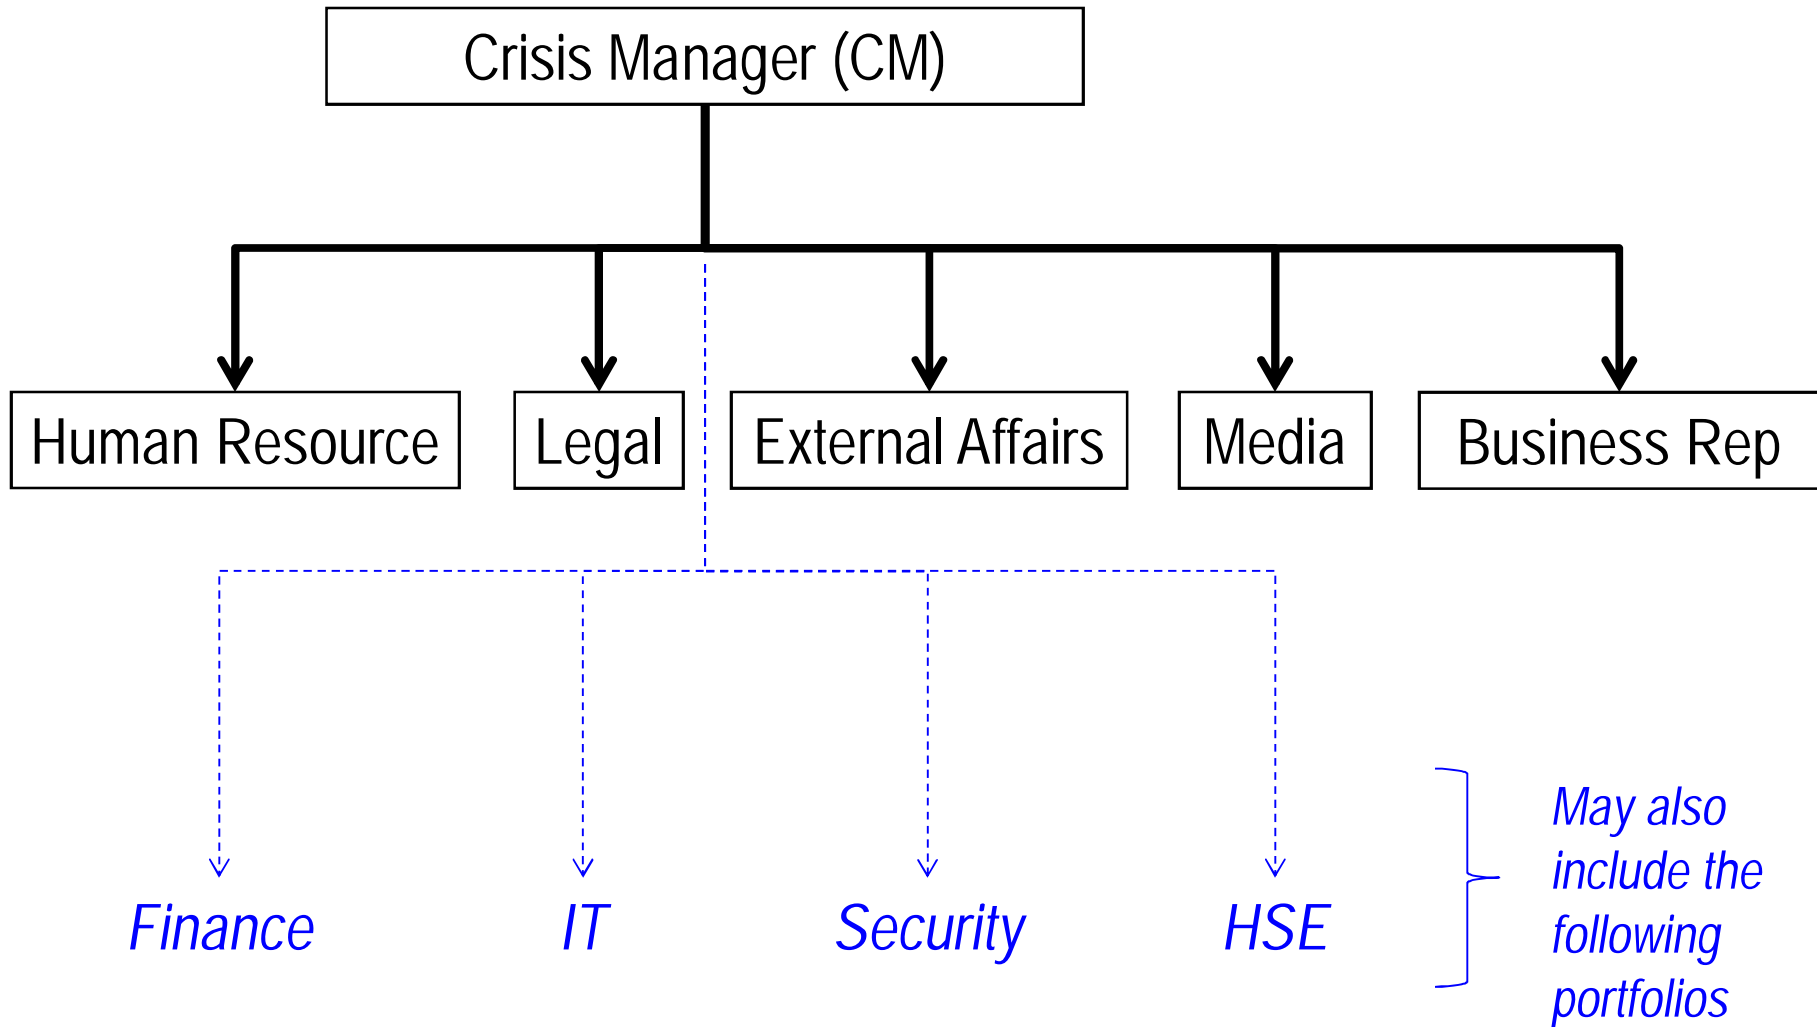 Crisis Manager (CM)
Human Resource
Legal
External Affairs
Media
Business Rep
Finance
IT
Security
HSE
May also
include the
following
portfolios